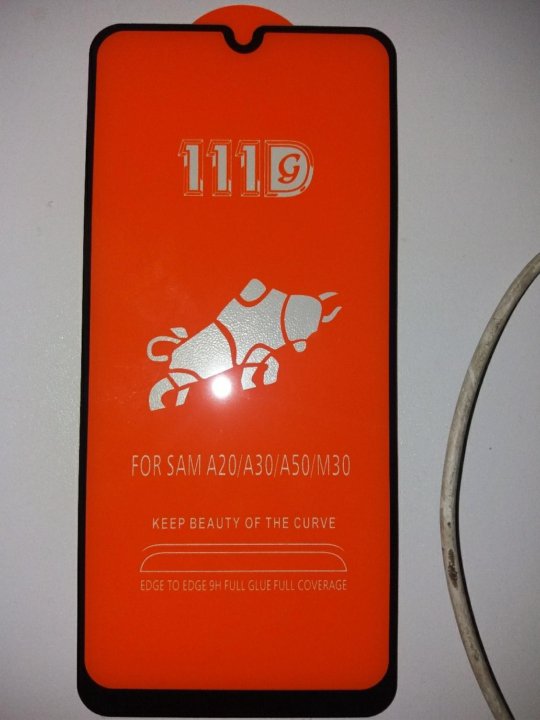 111D
G
FOR SAM A20/A30/A50/M30
KEEP BEAUTY OF THE CURVE
EDGE TO EDGE 9H FULL GLUE FULL COVERAGE